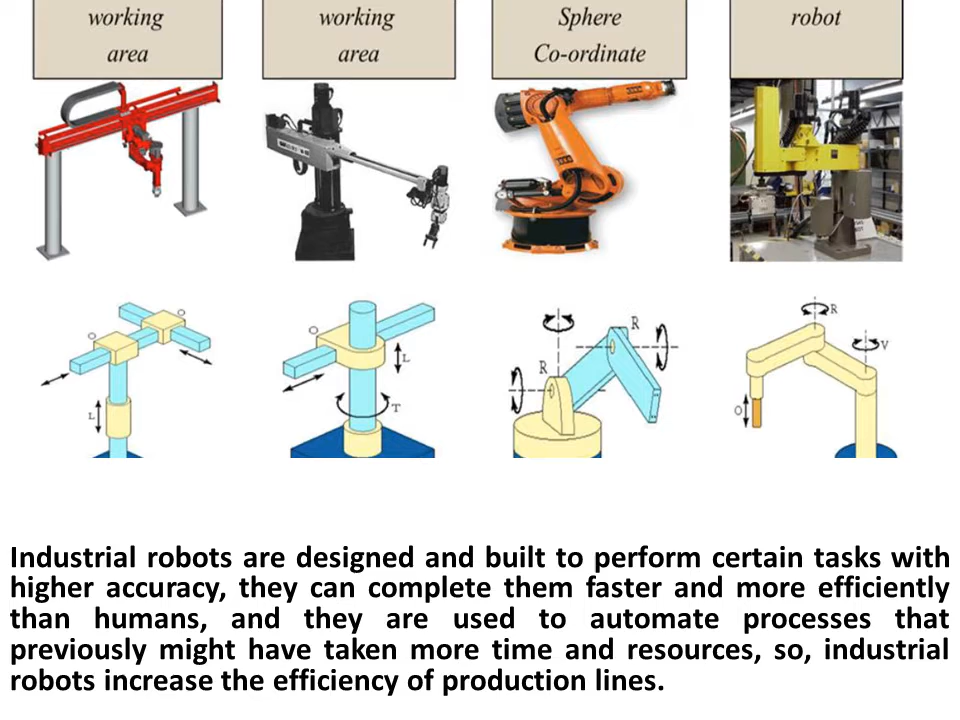 working
area
working
area
Sphere
Co-ordinate
robot
O
O
L
O
L
T
R
R
R
V
O
Industrial robots are designed and built to perform certain tasks with
higher accuracy, they can complete them faster and more efficiently
than humans, and they are used to automate processes that
previously might have taken more time and resources, so, industrial
robots increase the efficiency of production lines.